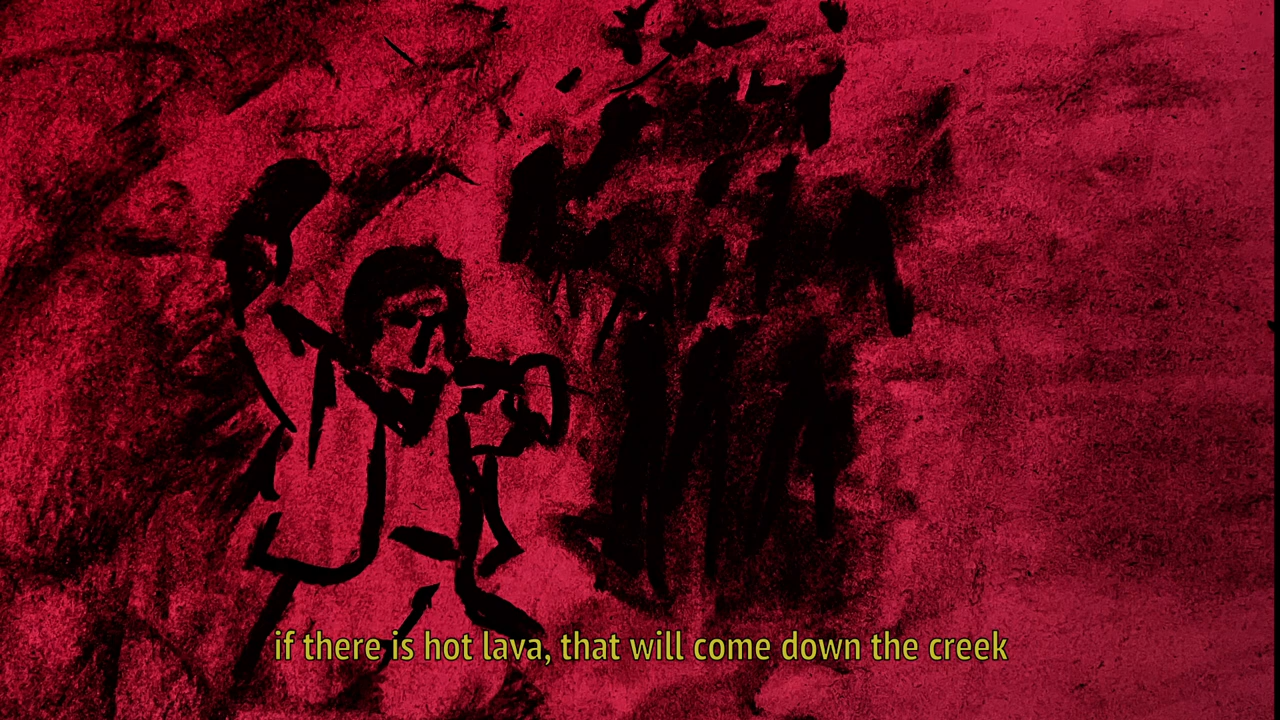 if there is hot lava, that will come down the creek